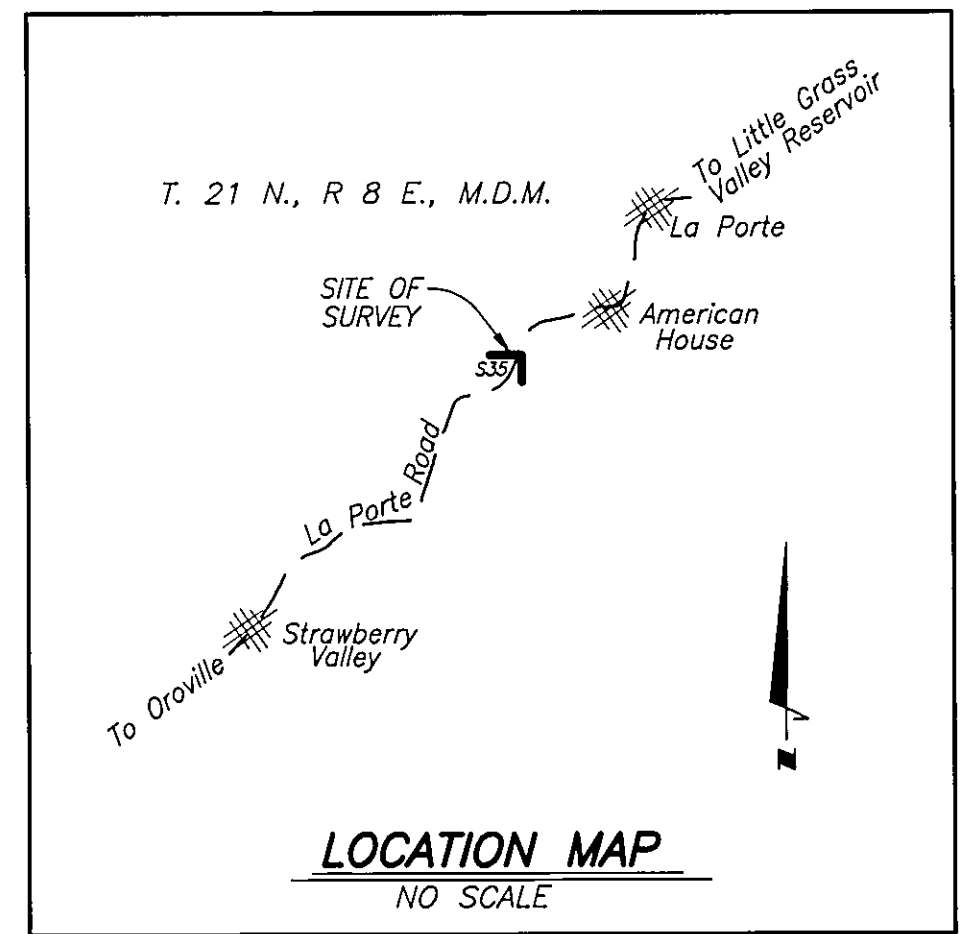 To Little Grass
Valley Reservoir
T. 21 N., R 8 E., M.D.M.
La Porte
SITE OF
SURVEY
American
House
S35
La Porte Road
Strawberry
Valley
To Oroville
N
LOCATION MAP
NO SCALE